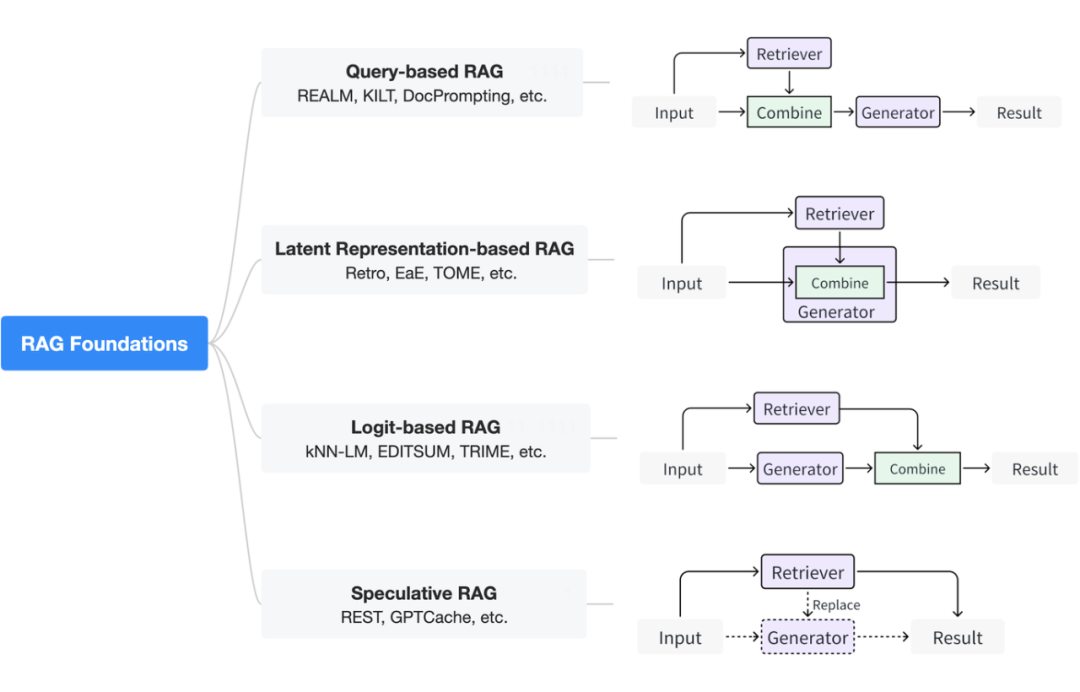 RAG Foundations
Query-based RAG
REALM, KILT, DocPrompting, etc.
Retriever
Input
Combine
Generator
Result
Latent Representation-based RAG
Retro, EaE, TOME, etc.
Retriever
Input
Combine
Generator
Result
Logit-based RAG
kNN-LM, EDITSUM, TRIME, etc.
Retriever
Input
Generator
Combine
Result
Speculative RAG
REST, GPTCache, etc.
Retriever
Replace
Input
Generator
Result